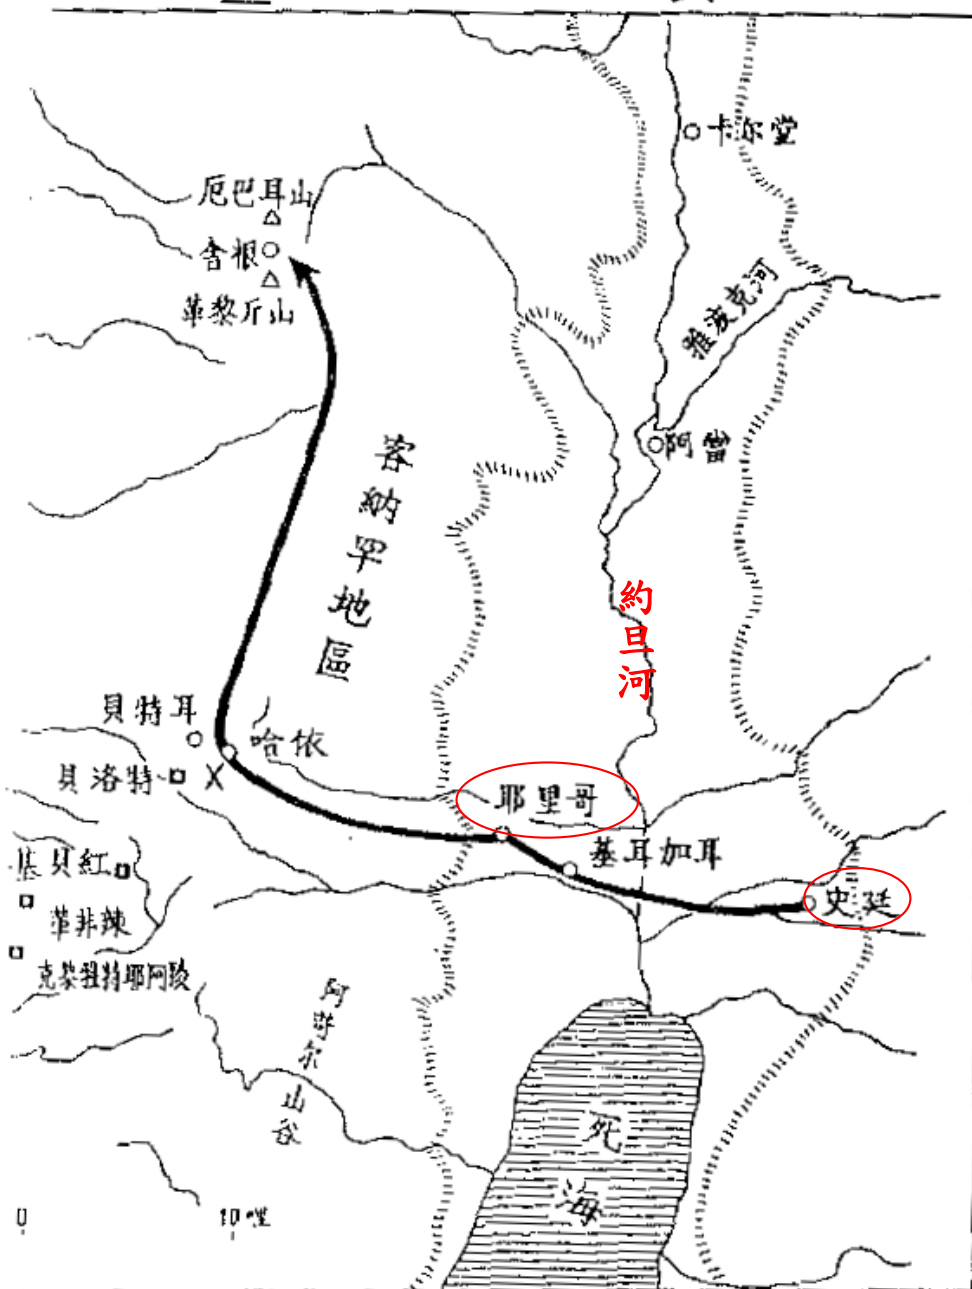 卡尔堂
厄巴耳山
舍根
革黎斤山
雅波克河
阿當
客納罕地區
約旦河
貝特耳
哈依
貝洛特
耶里哥
基耳加耳
基貝紅
史廷
革非辣
克黎雅特耶阿陵
阿苛尔山谷
死海
0
10哩